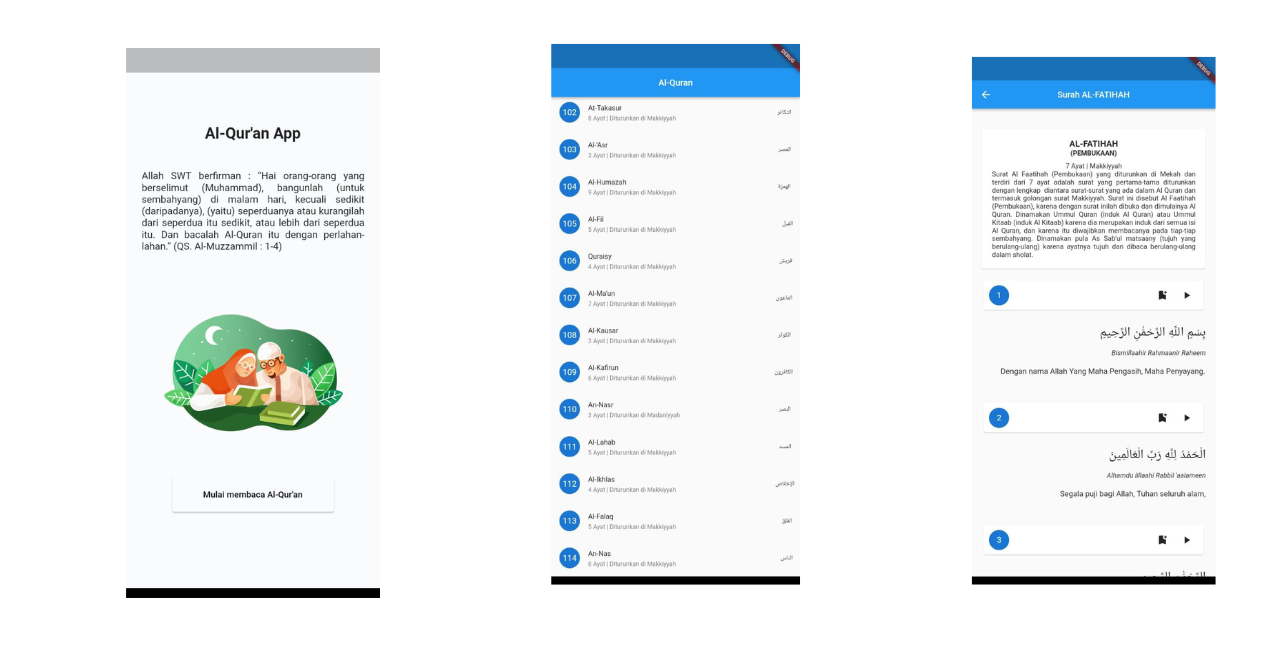 Al-Qur'an App
Allah SWT berfirman : "Hai orang-orang yang
berselimut (Muhammad), bangunlah (untuk
sembahyang) di malam hari, kecuali sedikit
(daripadanya), (yaitu) seperduanya atau kurangilah
dari seperdua itu sedikit, atau lebih dari seperdua
itu. Dan bacalah Al-Quran itu dengan perlahan-
lahan." (QS. Al-Muzzammil : 1-4)
Mulai membaca Al-Qur'an
DEBUG
Al-Quran
102
At-Takasur
8 Ayat | Diturunkan di Makkiyyah
التكاثر
103
Al-'Asr
3 Ayat | Diturunkan di Makkiyyah
العصر
104
Al-Humazah
9 Ayat | Diturunkan di Makkiyyah
الهمزة
105
Al-Fil
5 Ayat | Diturunkan di Makkiyyah
الفيل
106
Quraisy
4 Ayat | Diturunkan di Makkiyyah
قريش
107
Al-Ma'un
7 Ayat | Diturunkan di Makkiyyah
الماعون
108
Al-Kausar
3 Ayat | Diturunkan di Makkiyyah
الكوثر
109
Al-Kafirun
6 Ayat | Diturunkan di Makkiyyah
الكافرون
110
An-Nasr
3 Ayat | Diturunkan di Madaniyyah
النصر
111
Al-Lahab
5 Ayat | Diturunkan di Makkiyyah
المسد
112
Al-Ikhlas
4 Ayat | Diturunkan di Makkiyyah
الإخلاص
113
Al-Falaq
5 Ayat | Diturunkan di Makkiyyah
الفلق
114
An-Nas
6 Ayat | Diturunkan di Makkiyyah
الناس
DEBUG
Surah AL-FATIHAH
AL-FATIHAH
(PEMBUKAAN)
7 Ayat | Makkiyyah
Surat Al Faatihah (Pembukaan) yang diturunkan di Mekah dan
terdiri dari 7 ayat adalah surat yang pertama-tama diturunkan
dengan lengkap diantara surat-surat yang ada dalam Al Quran dan
termasuk golongan surat Makkiyyah. Surat ini disebut Al Faatihah
(Pembukaan), karena dengan surat inilah dibuka dan dimulainya Al
Quran. Dinamakan Ummul Quran (induk Al Quran) atau Ummul
Kitaab (induk Al Kitaab) karena dia merupakan induk dari semua isi
Al Quran, dan karena itu diwajibkan membacanya pada tiap-tiap
sembahyang. Dinamakan pula As Sab'ul matsaany (tujuh yang
berulang-ulang) karena ayatnya tujuh dan dibaca berulang-ulang
dalam sholat.
1
بِسْمِ اللَّهِ الرَّحْمَٰنِ الرَّحِيمِ
Bismillaahir Rahmaanir Raheem
Dengan nama Allah Yang Maha Pengasih, Maha Penyayang.
2
الْحَمْدُ لِلَّهِ رَبِّ الْعَالَمِينَ
Alhamdu lillaahi Rabbil 'aalameen
Segala puji bagi Allah, Tuhan seluruh alam,
3